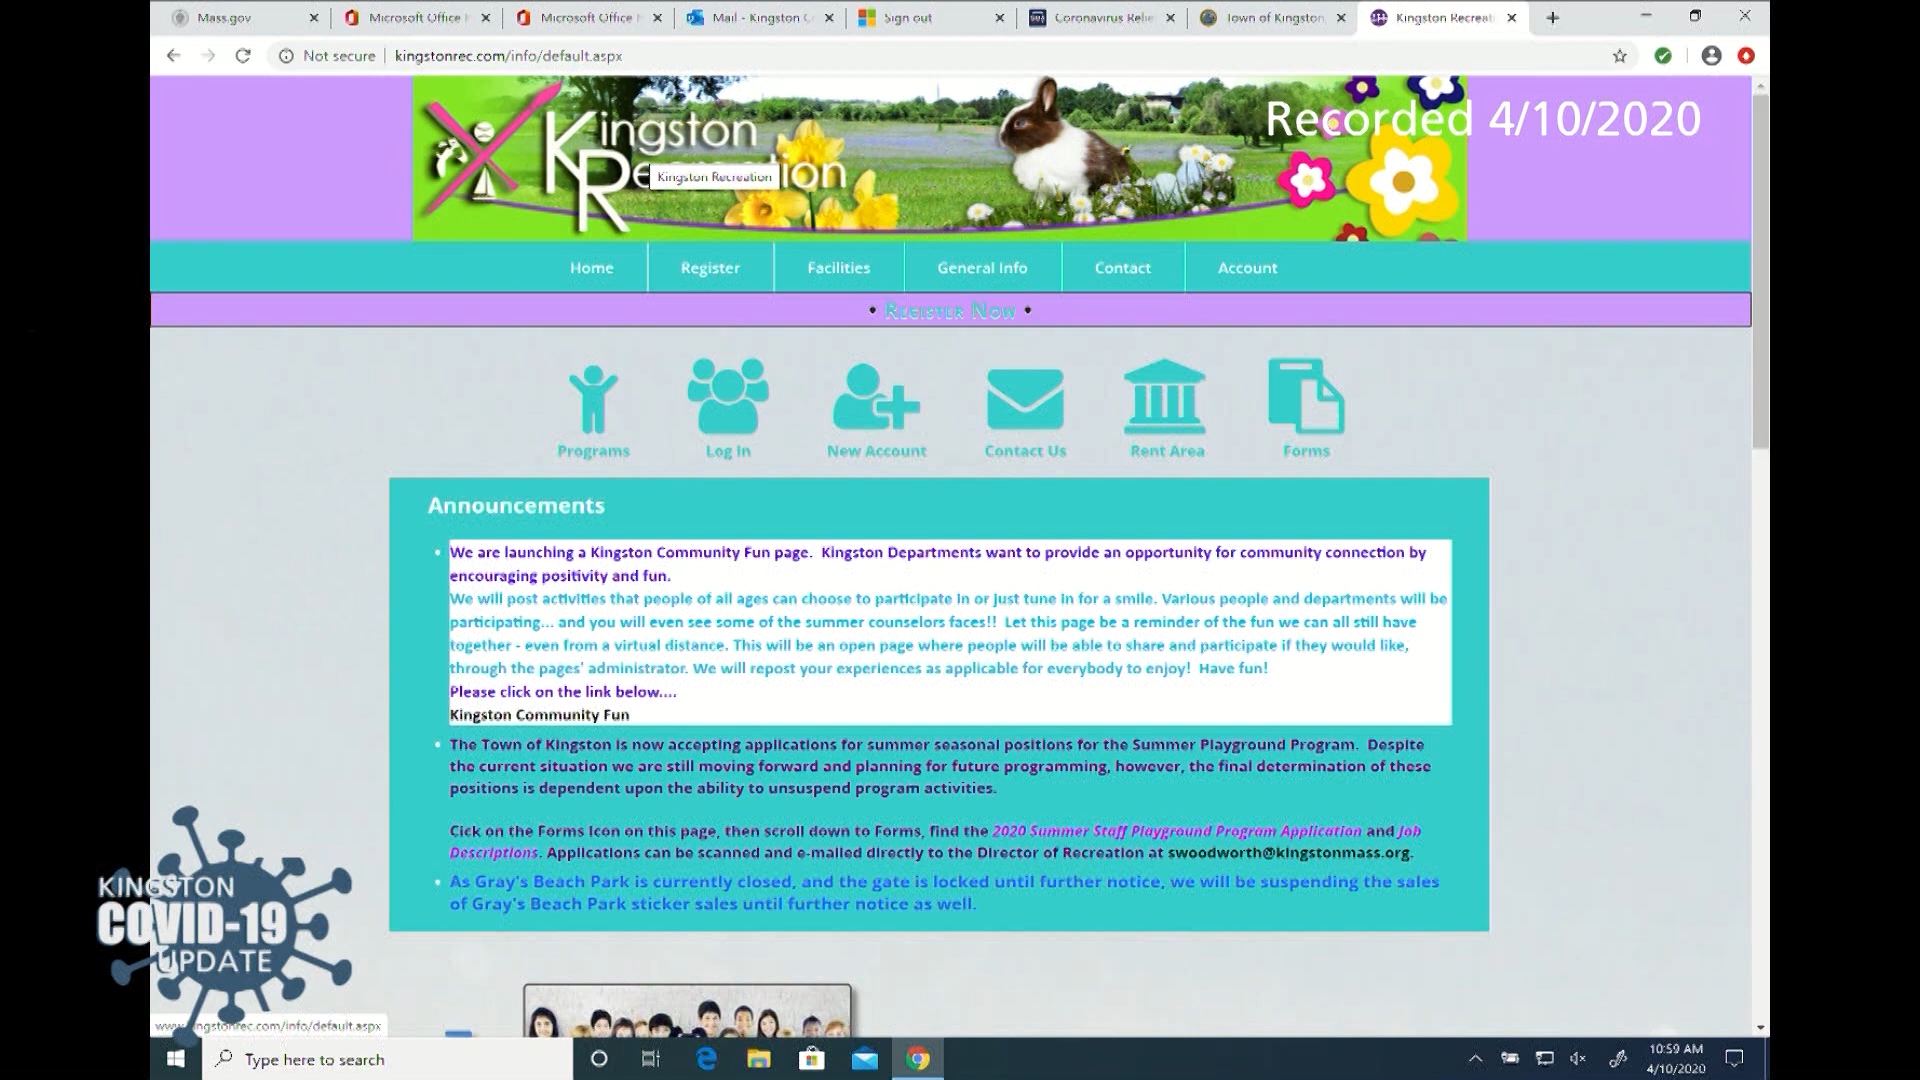 Mass.gov
Microsoft Office
Microsoft Office
Mail - Kingston
Sign out
Coronavirus Relie
Town of Kingston
Kingston Recreati
Not secure
kingstonrec.com/info/default.aspx
Kingston
Recreation
Kingston Recreation
Recorded 4/10/2020
Home
Register
Facilities
General Info
Contact
Account
• Register Now •
Programs
Log In
New Account
Contact Us
Rent Area
Forms
Announcements
We are launching a Kingston Community Fun page. Kingston Departments want to provide an opportunity for community connection by
encouraging positivity and fun.
We will post activities that people of all ages can choose to participate in or just tune in for a smile. Various people and departments will be
participating... and you will even see some of the summer counselors faces!! Let this page be a reminder of the fun we can all still have
together - even from a virtual distance. This will be an open page where people will be able to share and participate if they would like,
through the pages' administrator. We will repost your experiences as applicable for everybody to enjoy! Have fun!
Please click on the link below....
Kingston Community Fun
The Town of Kingston is now accepting applications for summer seasonal positions for the Summer Playground Program. Despite
the current situation we are still moving forward and planning for future programming, however, the final determination of these
positions is dependent upon the ability to unsuspend program activities.
Cick on the Forms Icon on this page, then scroll down to Forms, find the 2020 Summer Staff Playground Program Application and Job
Descriptions. Applications can be scanned and e-mailed directly to the Director of Recreation at swoodworth@kingstonmass.org.
As Gray's Beach Park is currently closed, and the gate is locked until further notice, we will be suspending the sales
of Gray's Beach Park sticker sales until further notice as well.
KINGSTON
COVID-19
UPDATE
www.kingstonrec.com/info/default.aspx
Type here to search
10:59 AM
4/10/2020